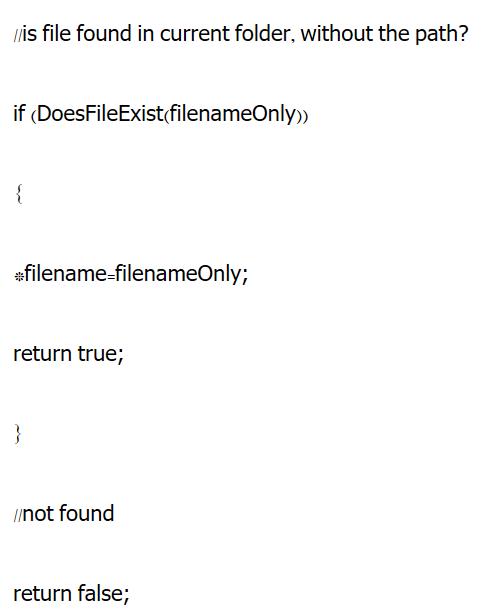 //is file found in current folder, without the path?
if (DoesFileExist(filenameOnly))
{
*filename=filenameOnly;
return true;
}
//not found
return false;